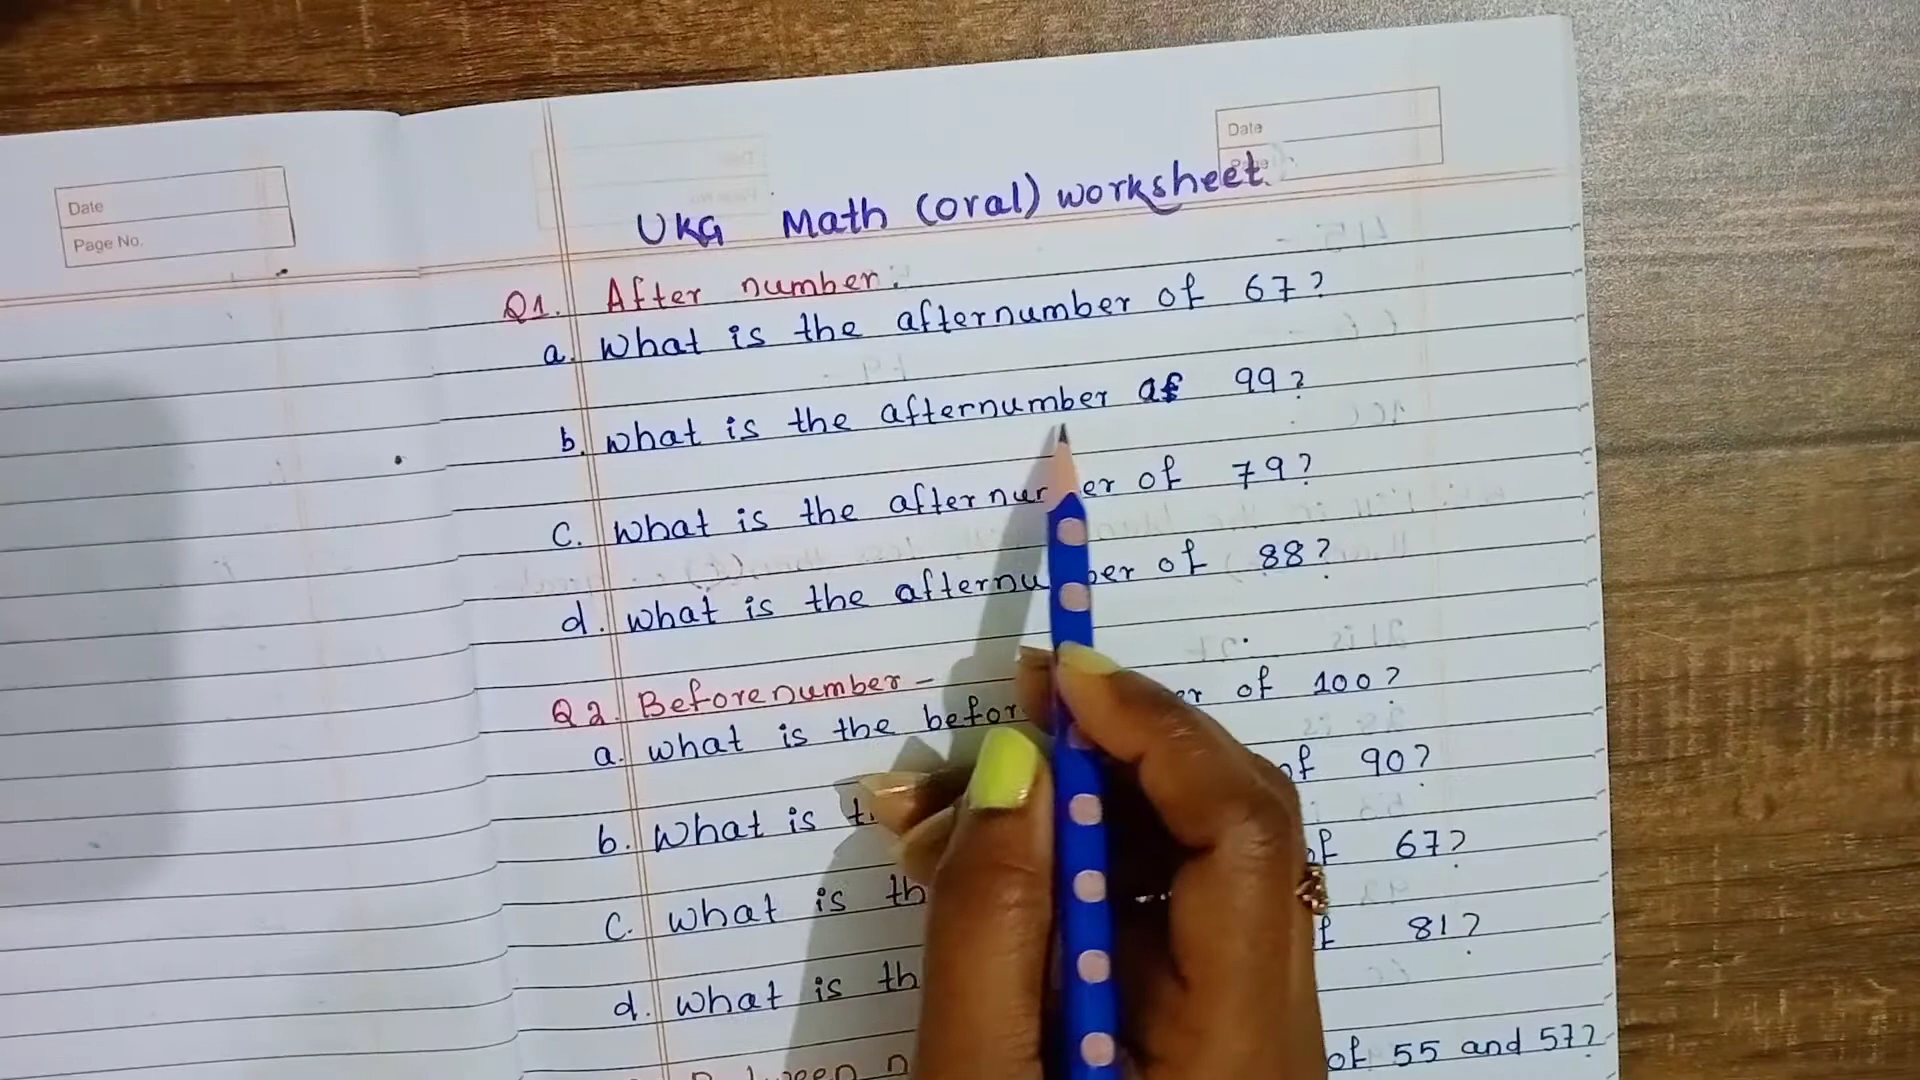 Date
Page No.
Date
UKG Math (oral) worksheet.
Q1. After number:
a. What is the afternumber of 67?
b. what is the afternumber of 99?
c. what is the afternumber of 79?
d. what is the afternumber of 88?
Q2. Before number -
a. what is the befor er of 100?
b. what is of 90?
c. what is th of 67?
d. what is th f 81?
of 55 and 57?